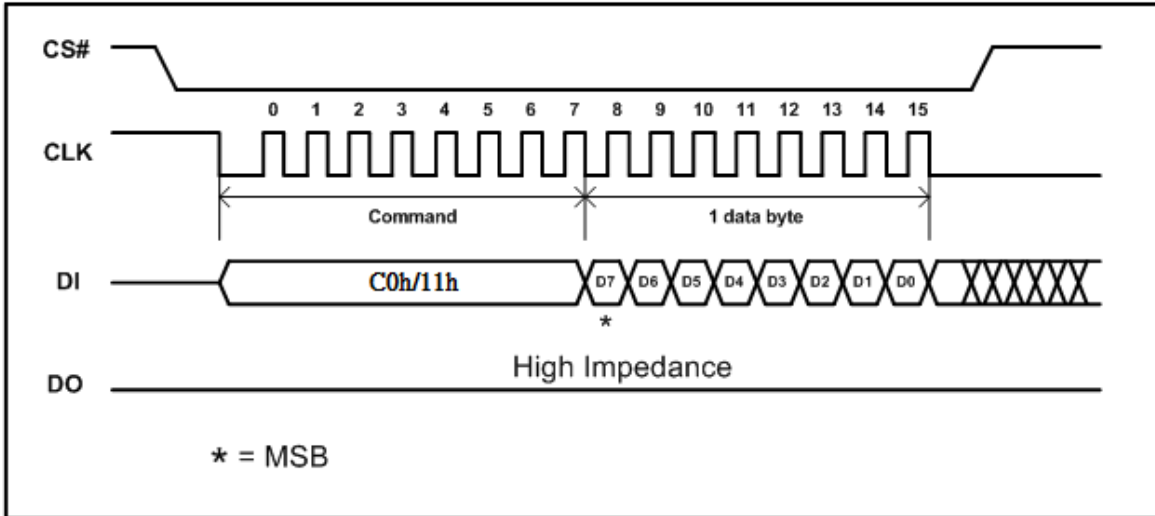 CS#
0 1 2 3 4 5 6 7 8 9 10 11 12 13 14 15
CLK
Command 1 data byte
DI C0h/11h D7 D6 D5 D4 D3 D2 D1 D0
*
High Impedance
DO
* = MSB